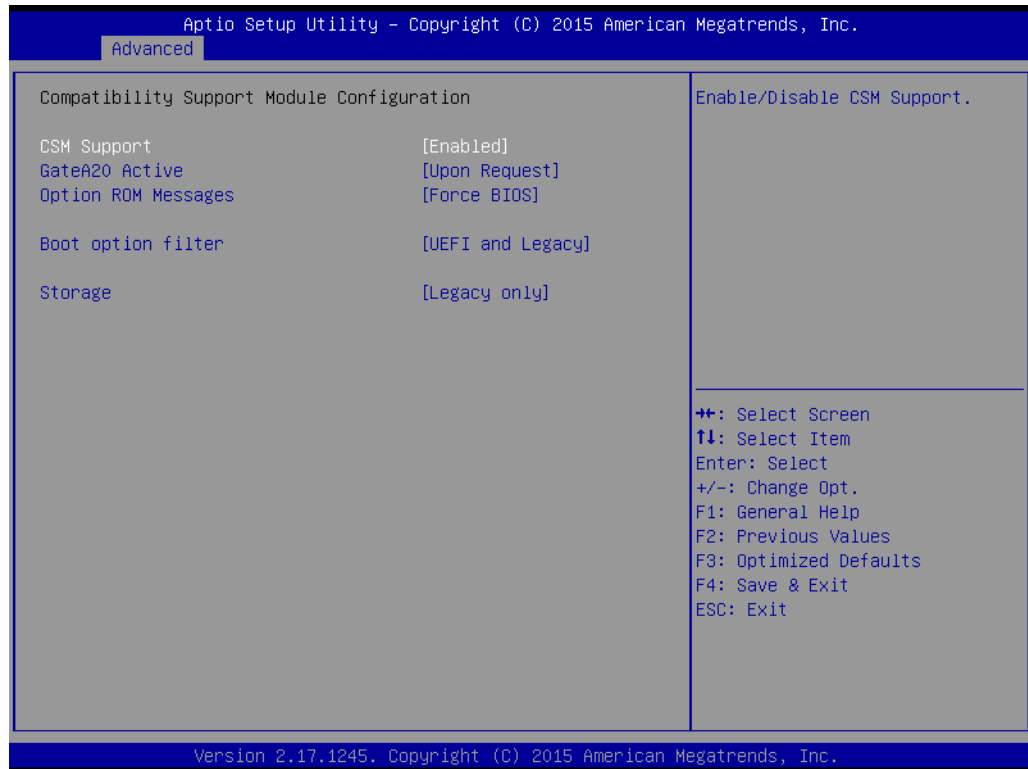 Aptio Setup Utility – Copyright (C) 2015 American Megatrends, Inc.
Advanced
Compatibility Support Module Configuration
CSM Support [Enabled]
GateA20 Active [Upon Request]
Option ROM Messages [Force BIOS]
Boot option filter [UEFI and Legacy]
Storage [Legacy only]
Enable/Disable CSM Support.
→←: Select Screen
↑↓: Select Item
Enter: Select
+/-: Change Opt.
F1: General Help
F2: Previous Values
F3: Optimized Defaults
F4: Save & Exit
ESC: Exit
Version 2.17.1245. Copyright (C) 2015 American Megatrends, Inc.